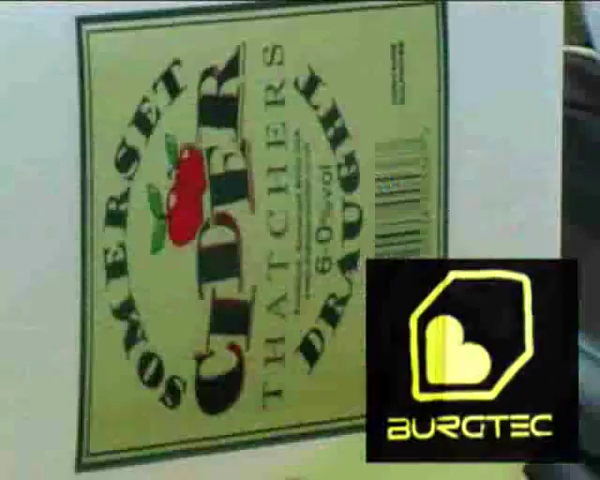 SOMERSET
CIDER
THATCHERS
6·0%vol
DRAUGHT
BURGTEC